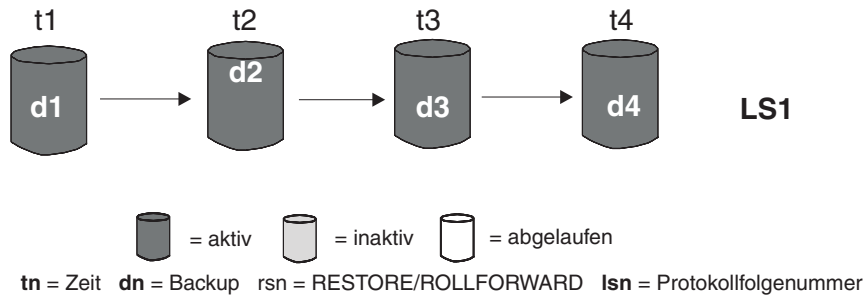 t1 t2 t3 t4
d1 d2 d3 d4 LS1
= aktiv = inaktiv = abgelaufen
tn = Zeit dn = Backup rsn = RESTORE/ROLLFORWARD lsn = Protokollfolgenummer